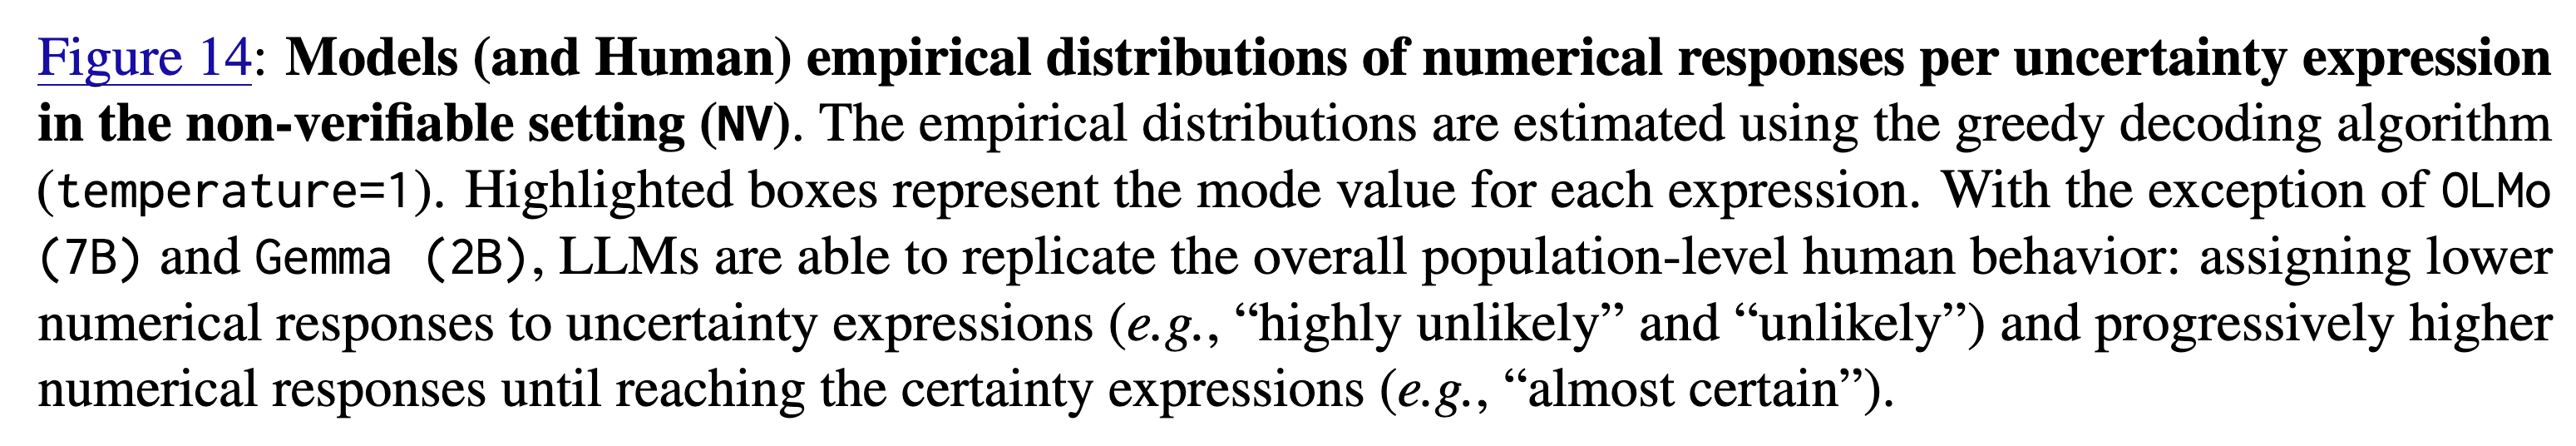 Figure 14: Models (and Human) empirical distributions of numerical responses per uncertainty expression
in the non-verifiable setting (NV). The empirical distributions are estimated using the greedy decoding algorithm
(temperature=1). Highlighted boxes represent the mode value for each expression. With the exception of OLMo
(7B) and Gemma (2B), LLMs are able to replicate the overall population-level human behavior: assigning lower
numerical responses to uncertainty expressions (e.g., “highly unlikely” and “unlikely”) and progressively higher
numerical responses until reaching the certainty expressions (e.g., “almost certain”).